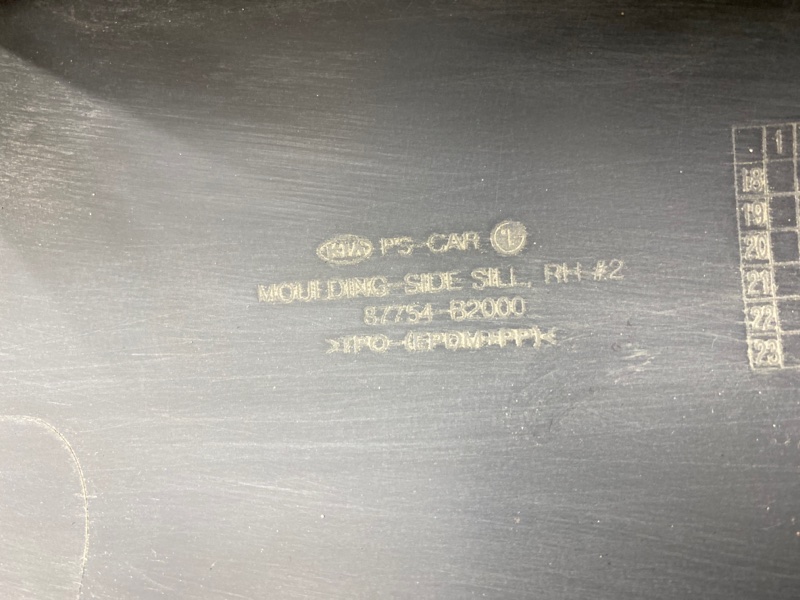 KIA PS-CAR
MOULDING-SIDE SILL, RH #2
87754-B2000
>TPO-(EPDM+PP)<
1
18
19
20
21
22
23